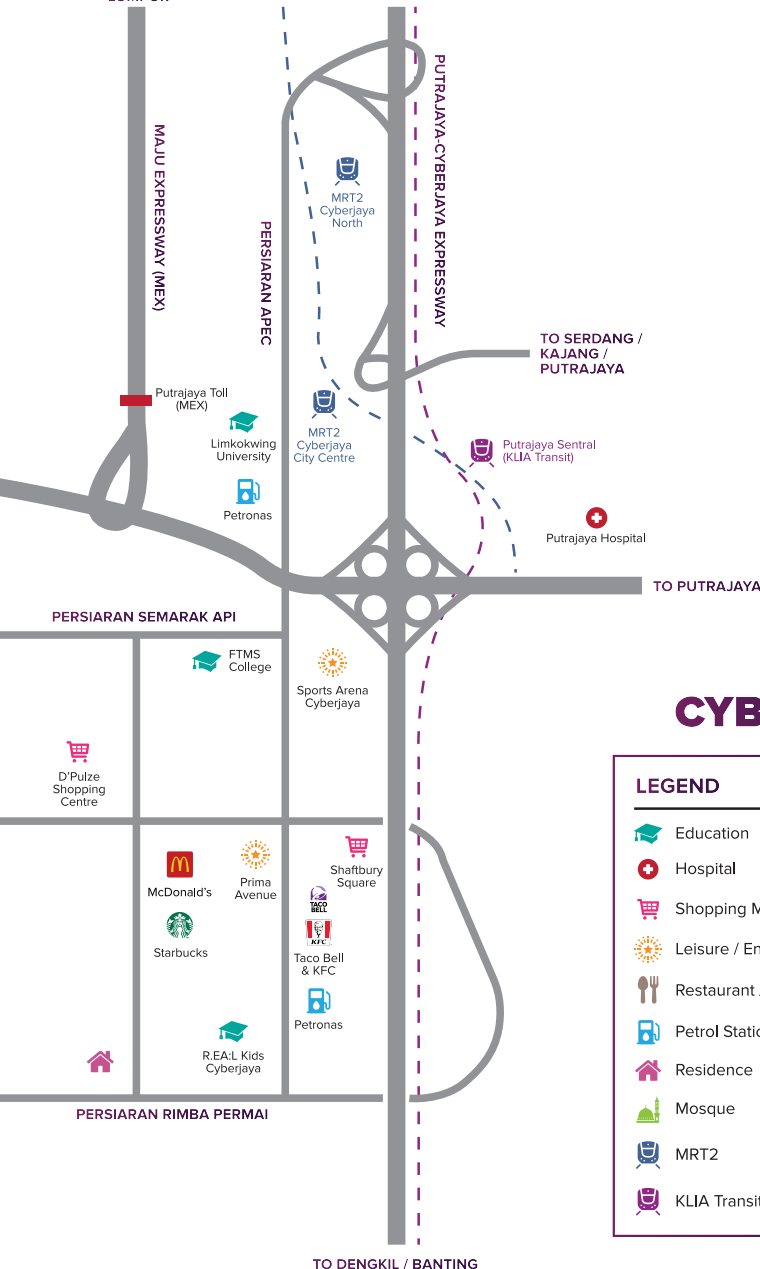 MAJU EXPRESSWAY (MEX)
PERSIARAN APEC
PUTRAJAYA-CYBERJAYA EXPRESSWAY
MRT2
Cyberjaya
North
TO SERDANG /
KAJANG /
PUTRAJAYA
Putrajaya Toll
(MEX)
Limkokwing
University
MRT2
Cyberjaya
City Centre
Putrajaya Sentral
(KLIA Transit)
Petronas
Putrajaya Hospital
TO PUTRAJAYA
PERSIARAN SEMARAK API
FTMS
College
Sports Arena
Cyberjaya
D'Pulze
Shopping
Centre
McDonald's
Prima
Avenue
Shaftbury
Square
TACO
BELL
Starbucks
KFC
Taco Bell
& KFC
Petronas
R.EA:L Kids
Cyberjaya
PERSIARAN RIMBA PERMAI
TO DENGKIL / BANTING
CYB
LEGEND
Education
Hospital
Shopping M
Leisure / En
Restaurant
Petrol Static
Residence
Mosque
MRT2
KLIA Transit